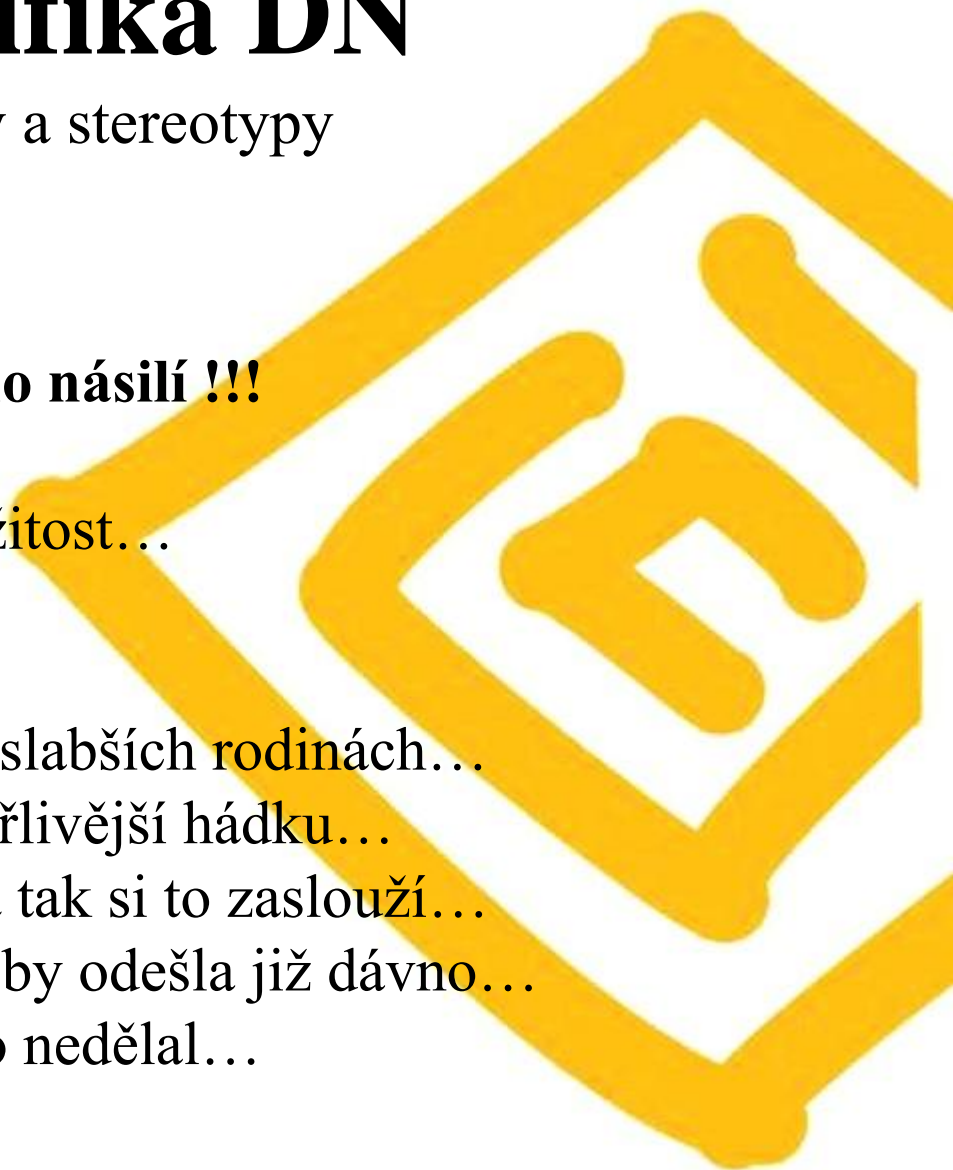 ifika DN
y a stereotypy
o násilí !!!
žitost…
slabších rodinách…
řlivější hádku…
tak si to zaslouží…
by odešla již dávno…
o nedělal…